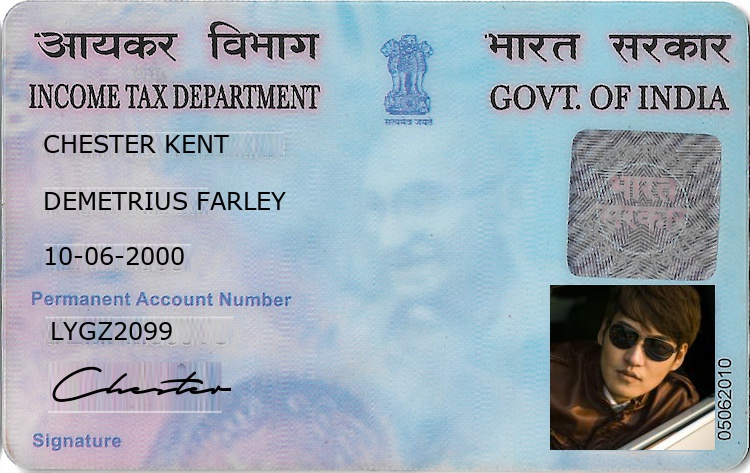 आयकर विभाग
भारत सरकार
INCOME TAX DEPARTMENT
GOVT. OF INDIA
सत्यमेव जयते
CHESTER KENT
DEMETRIUS FARLEY
10-06-2000
भारत
सरकार
Permanent Account Number
LYGZ2099
Chester
Signature
05062010